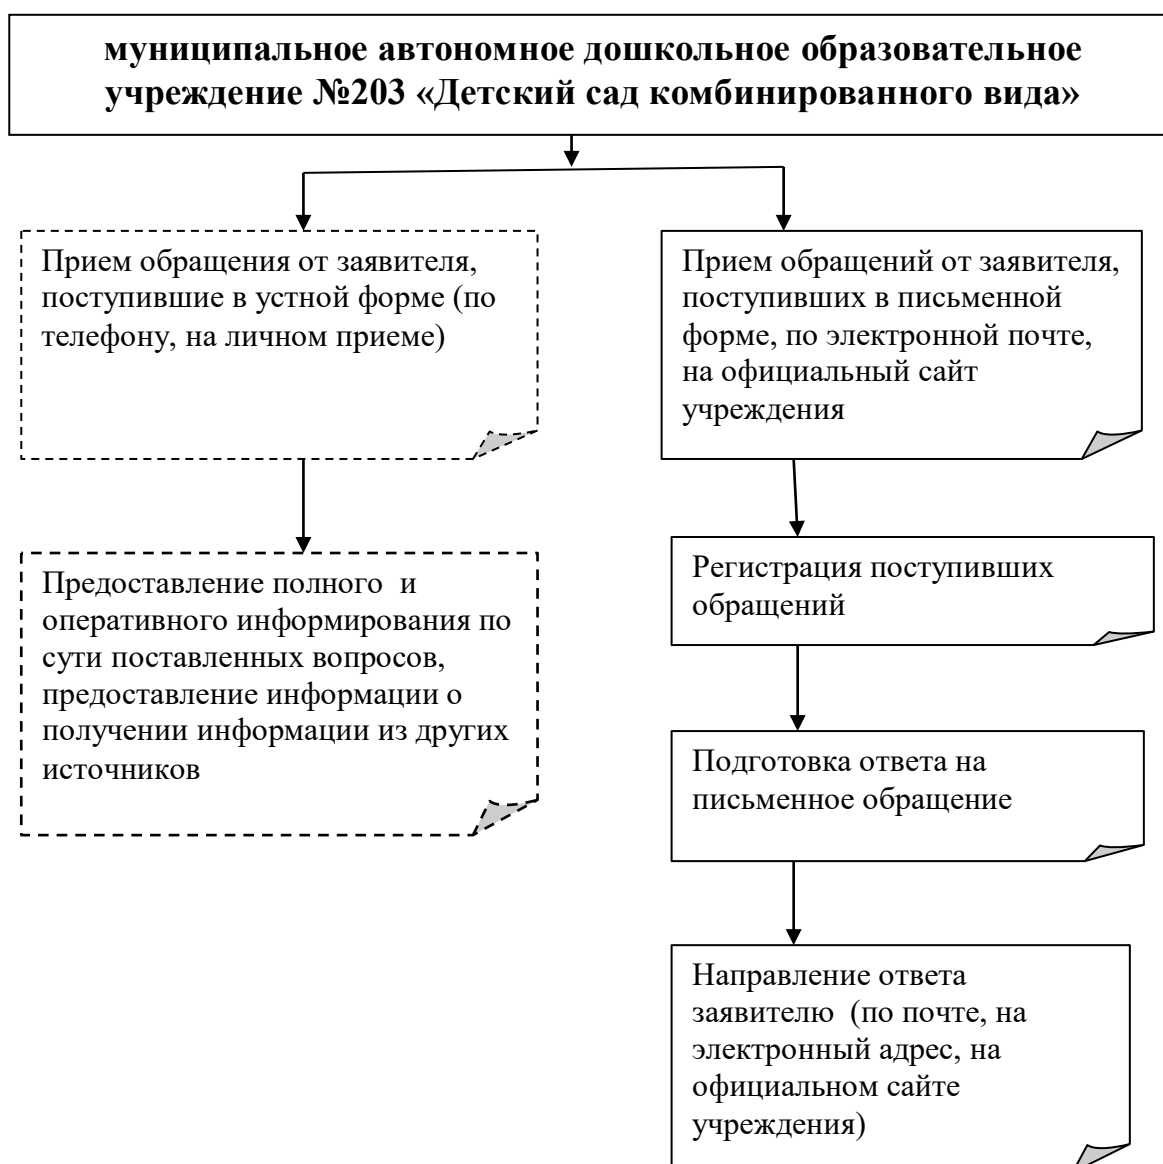 муниципальное автономное дошкольное образовательное
учреждение №203 «Детский сад комбинированного вида»
Прием обращения от заявителя,
поступившие в устной форме (по
телефону, на личном приеме)
Предоставление полного и
оперативного информирования по
сути поставленных вопросов,
предоставление информации о
получении информации из других
источников
Прием обращений от заявителя,
поступивших в письменной
форме, по электронной почте,
на официальный сайт
учреждения
Регистрация поступивших
обращений
Подготовка ответа на
письменное обращение
Направление ответа
заявителю (по почте, на
электронный адрес, на
официальном сайте
учреждения)